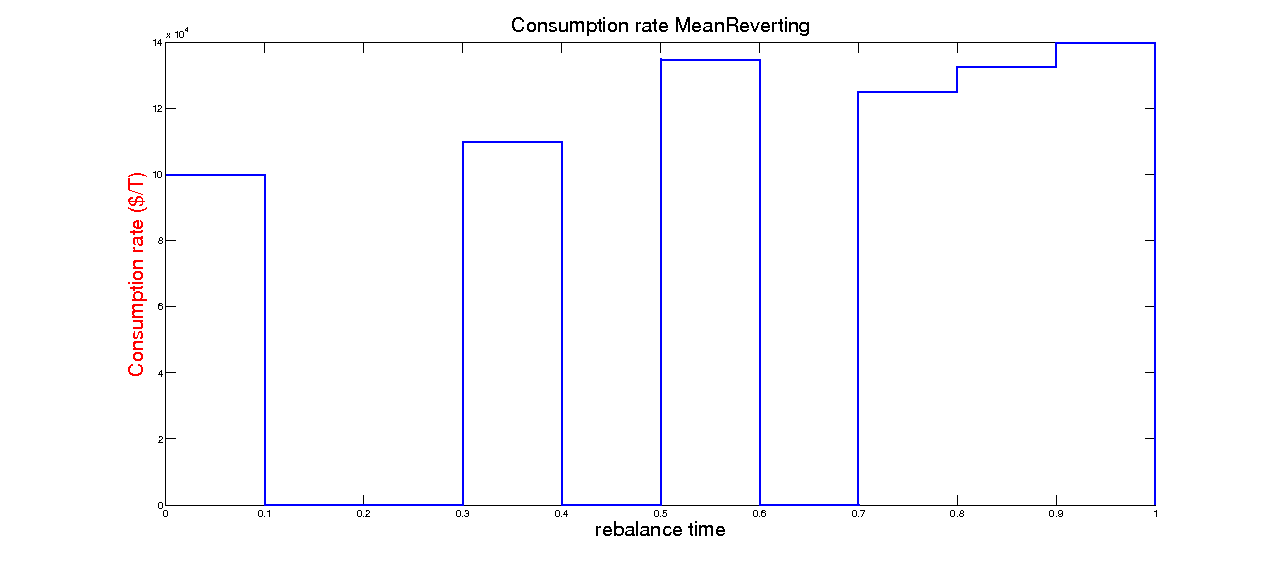 Consumption rate MeanReverting
x 10^4
14
12
10
8
6
4
2
0
Consumption rate ($/T)
0 0.1 0.2 0.3 0.4 0.5 0.6 0.7 0.8 0.9 1
rebalance time